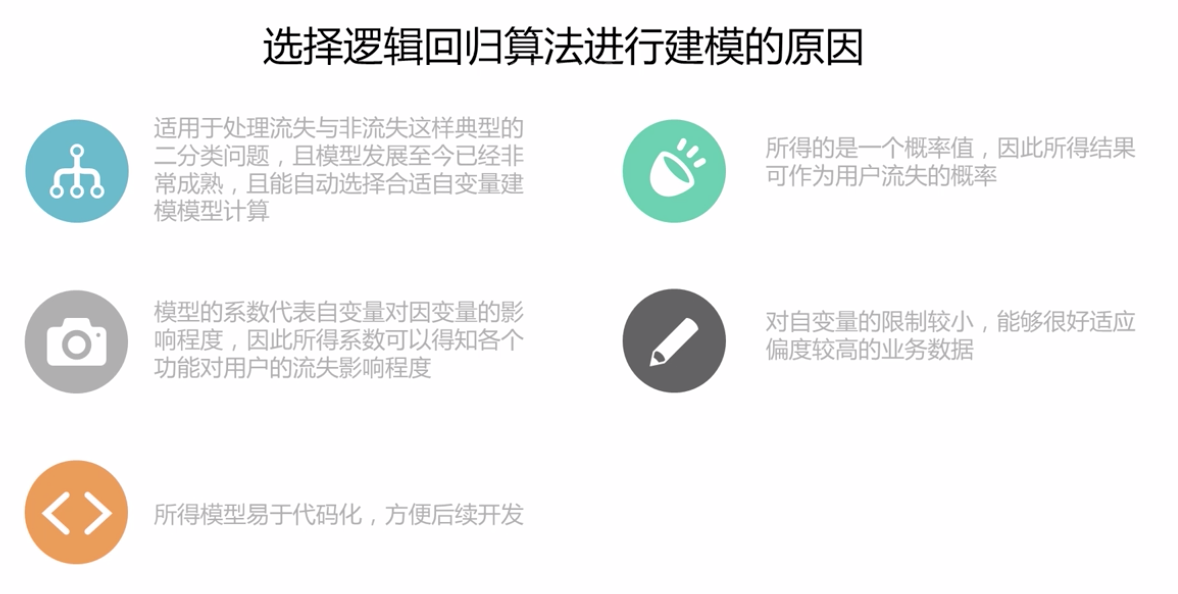 选择逻辑回归算法进行建模的原因
适用于处理流失与非流失这样典型的
二分类问题，且模型发展至今已经非
常成熟，且能自动选择合适自变量建
模模型计算
所得的是一个概率值，因此所得结果
可作为用户流失的概率
模型的系数代表自变量对因变量的影
响程度，因此所得系数可以得知各个
功能对用户的流失影响程度
对自变量的限制较小，能够很好适应
偏度较高的业务数据
所得模型易于代码化，方便后续开发